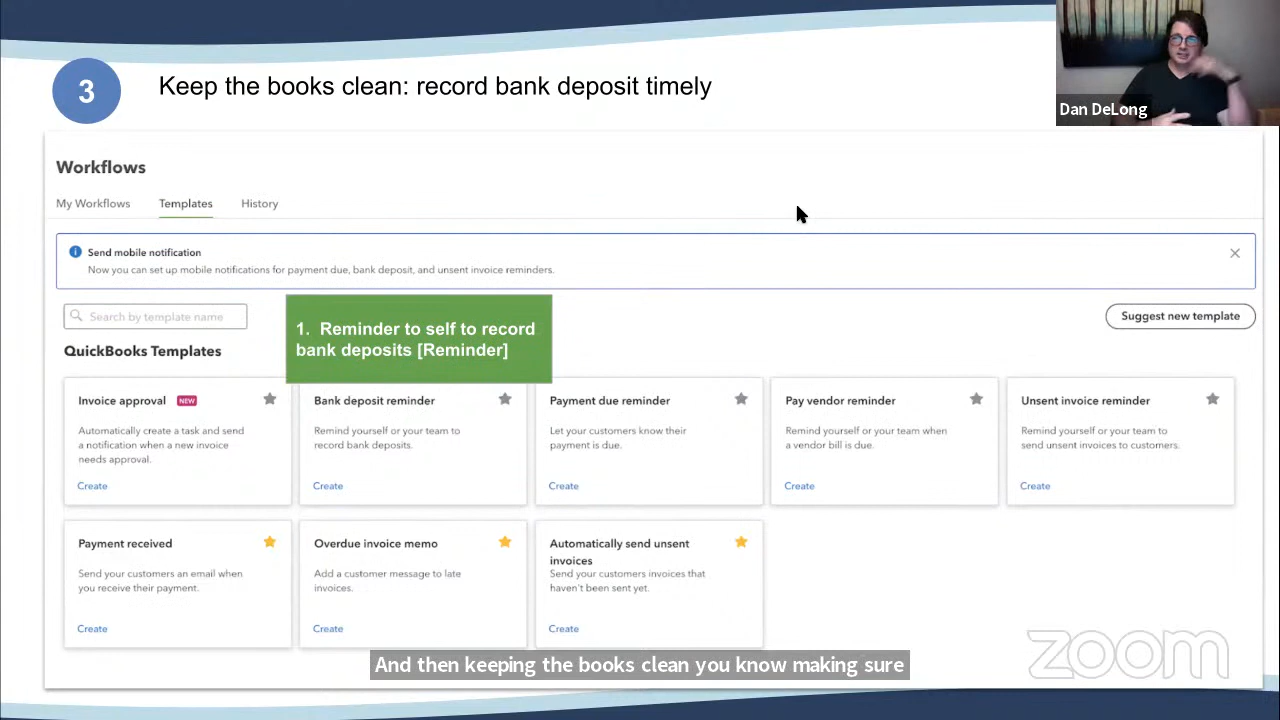 3
Keep the books clean: record bank deposit timely
Dan DeLong
Workflows
My Workflows
Templates
History
Send mobile notification
Now you can set up mobile notifications for payment due, bank deposit, and unsent invoice reminders.
Search by template name
1. Reminder to self to record
bank deposits [Reminder]
Suggest new template
QuickBooks Templates
Invoice approval NEW
Automatically create a task and send
a notification when a new invoice
needs approval.
Create
Bank deposit reminder
Remind yourself or your team to
record bank deposits.
Create
Payment due reminder
Let your customers know their
payment is due.
Create
Pay vendor reminder
Remind yourself or your team when
a vendor bill is due.
Create
Unsent invoice reminder
Remind yourself or your team to
send unsent invoices to customers.
Create
Payment received
Send your customers an email when
you receive their payment.
Create
Overdue invoice memo
Add a customer message to late
invoices.
Create
Automatically send unsent
invoices
Send your customers invoices that
haven't been sent yet.
Create
And then keeping the books clean you know making sure
zoom